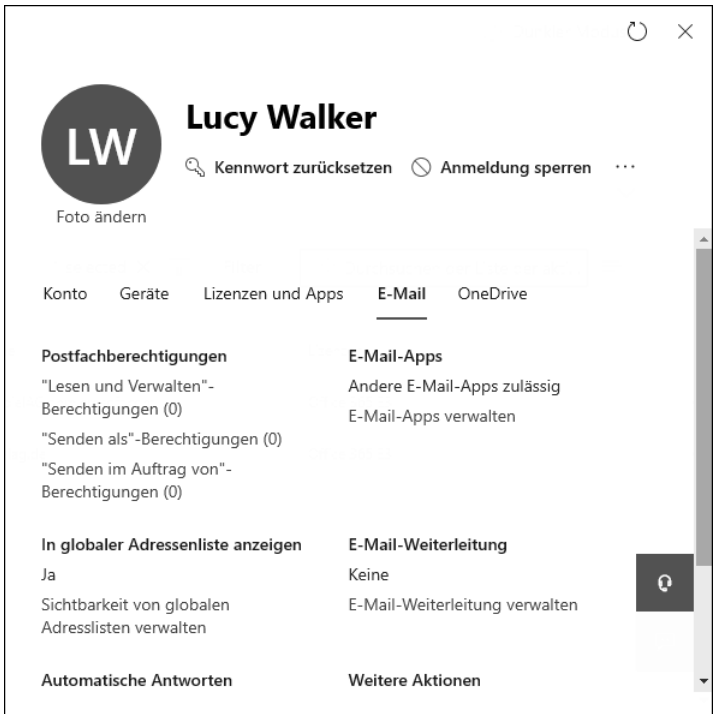 LW
Lucy Walker
Kennwort zurücksetzen Anmeldung sperren ...
Foto ändern
Konto Geräte Lizenzen und Apps E-Mail OneDrive
Postfachberechtigungen
"Lesen und Verwalten"-
Berechtigungen (0)
"Senden als"-Berechtigungen (0)
"Senden im Auftrag von"-
Berechtigungen (0)
E-Mail-Apps
Andere E-Mail-Apps zulässig
E-Mail-Apps verwalten
In globaler Adressenliste anzeigen
Ja
Sichtbarkeit von globalen
Adresslisten verwalten
E-Mail-Weiterleitung
Keine
E-Mail-Weiterleitung verwalten
Automatische Antworten
Weitere Aktionen